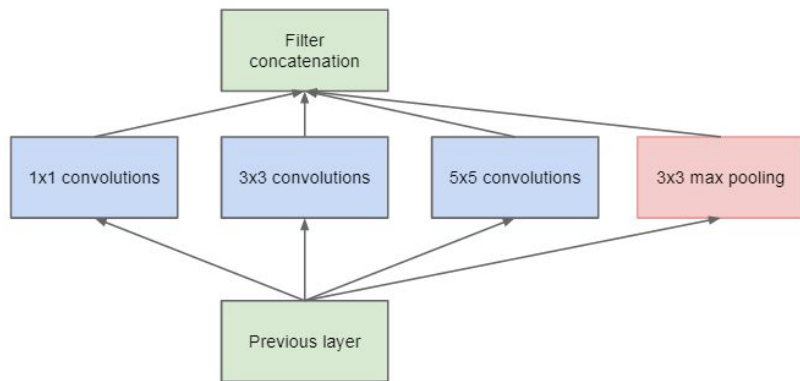 Filter
concatenation
1x1 convolutions
3x3 convolutions
5x5 convolutions
3x3 max pooling
Previous layer